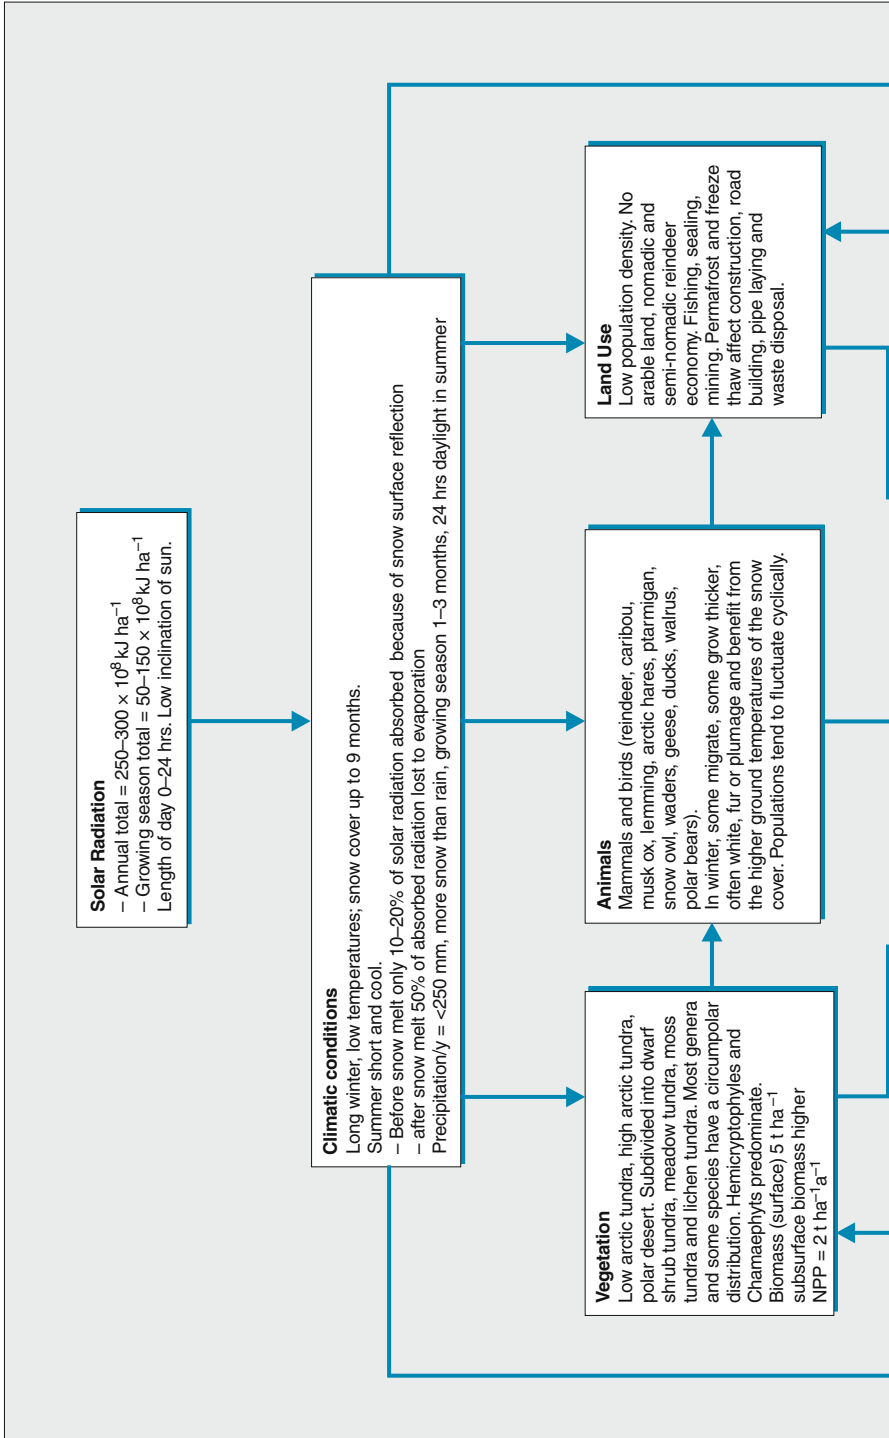 Solar Radiation
– Annual total = 250–300 × 10⁸ kJ ha⁻¹
– Growing season total = 50–150 × 10⁸ kJ ha⁻¹
Length of day 0–24 hrs. Low inclination of sun.
Climatic conditions
Long winter, low temperatures; snow cover up to 9 months.
Summer short and cool.
– Before snow melt only 10–20% of solar radiation absorbed because of snow surface reflection
– after snow melt 50% of absorbed radiation lost to evaporation
Precipitation/y = <250 mm, more snow than rain, growing season 1–3 months, 24 hrs daylight in summer
Vegetation
Low arctic tundra, high arctic tundra,
polar desert. Subdivided into dwarf
shrub tundra, meadow tundra, moss
tundra and lichen tundra. Most genera
and some species have a circumpolar
distribution. Hemicryptophyles and
Chamaephyts predominate.
Biomass (surface) 5 t ha⁻¹
subsurface biomass higher
NPP = 2 t ha⁻¹a⁻¹
Animals
Mammals and birds (reindeer, caribou,
musk ox, lemming, arctic hares, ptarmigan,
snow owl, waders, geese, ducks, walrus,
polar bears).
In winter, some migrate, some grow thicker,
often white, fur or plumage and benefit from
the higher ground temperatures of the snow
cover. Populations tend to fluctuate cyclically.
Land Use
Low population density. No
arable land, nomadic and
semi-nomadic reindeer
economy. Fishing, sealing,
mining. Permafrost and freeze
thaw affect construction, road
building, pipe laying and
waste disposal.